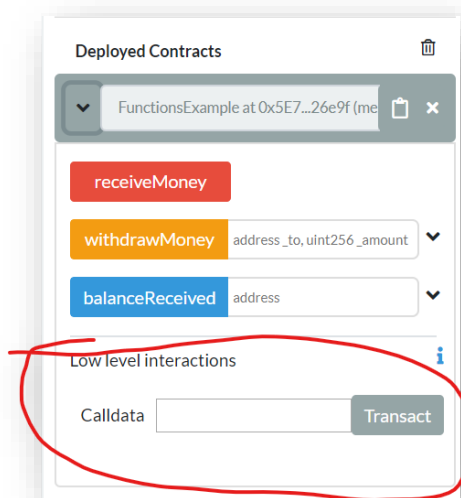 Deployed Contracts
FunctionsExample at 0x5E7...26e9f (me
receiveMoney
withdrawMoney address _to, uint256 _amount
balanceReceived address
Low level interactions
i
Calldata Transact